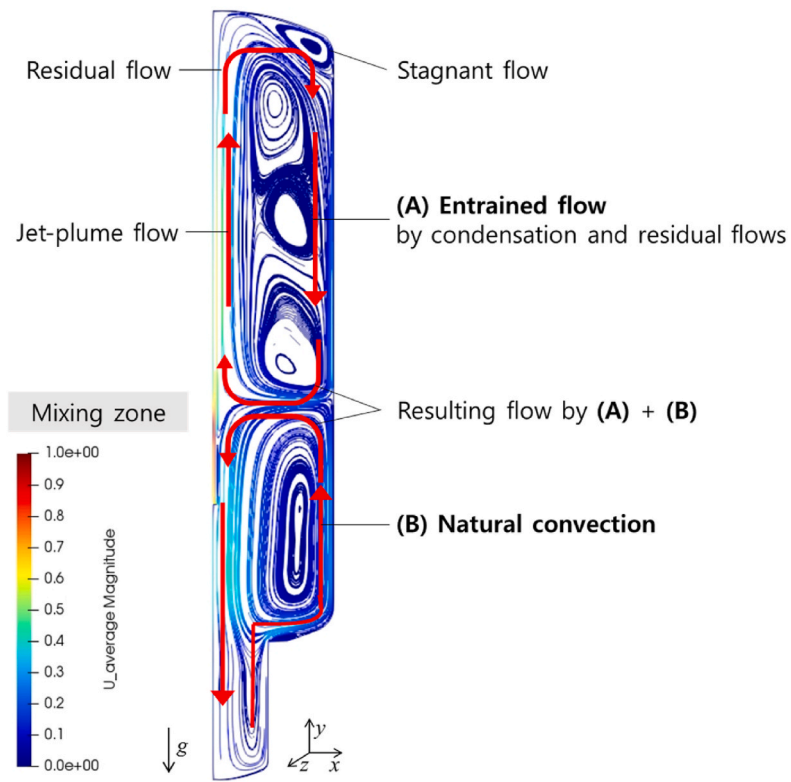 Residual flow
Stagnant flow
(A) Entrained flow
by condensation and residual flows
Jet-plume flow
Mixing zone
Resulting flow by (A) + (B)
(B) Natural convection
1.0e+00
0.9
0.8
0.7
0.6
0.5
0.4
0.3
0.2
0.1
0.0e+00
U_average Magnitude
g
y
z
x